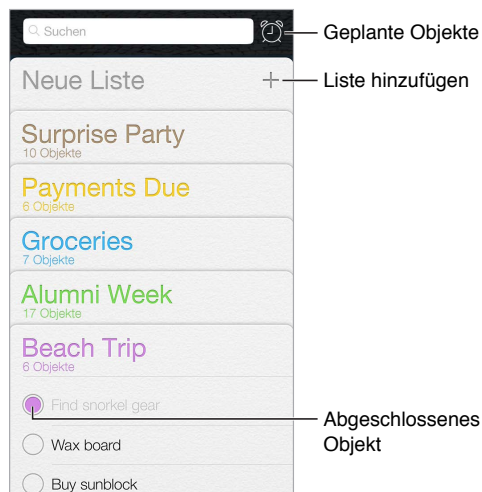 Suchen
Geplante Objekte
Neue Liste
Liste hinzufügen
Surprise Party
10 Objekte
Payments Due
6 Objekte
Groceries
7 Objekte
Alumni Week
17 Objekte
Beach Trip
6 Objekte
Find snorkel gear
Abgeschlossenes
Objekt
Wax board
Buy sunblock